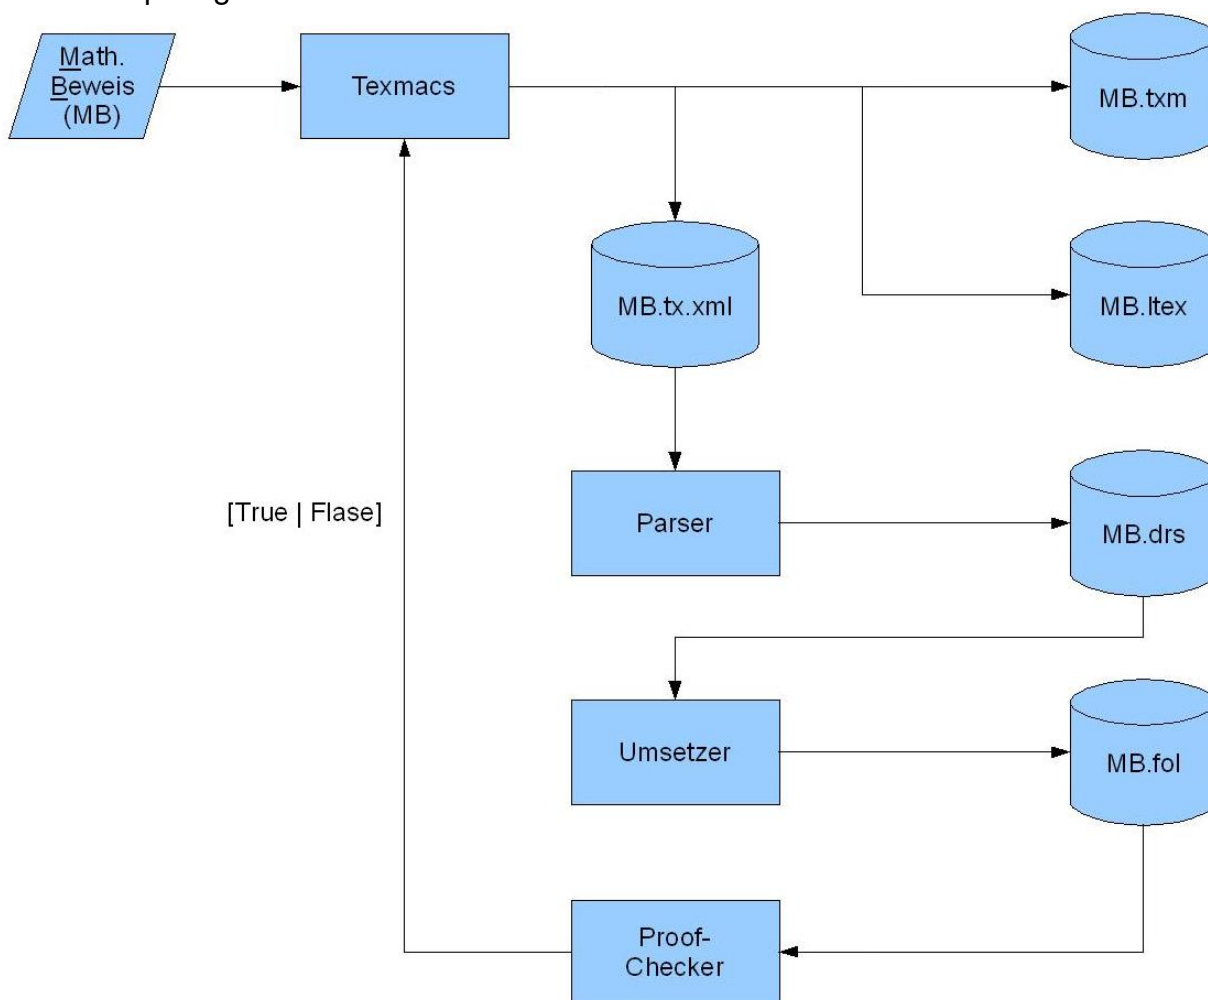 Math.
Beweis
(MB)
Texmacs
MB.txm
MB.tx.xml
MB.ltex
[True | Flase]
Parser
MB.drs
Umsetzer
MB.fol
Proof-
Checker